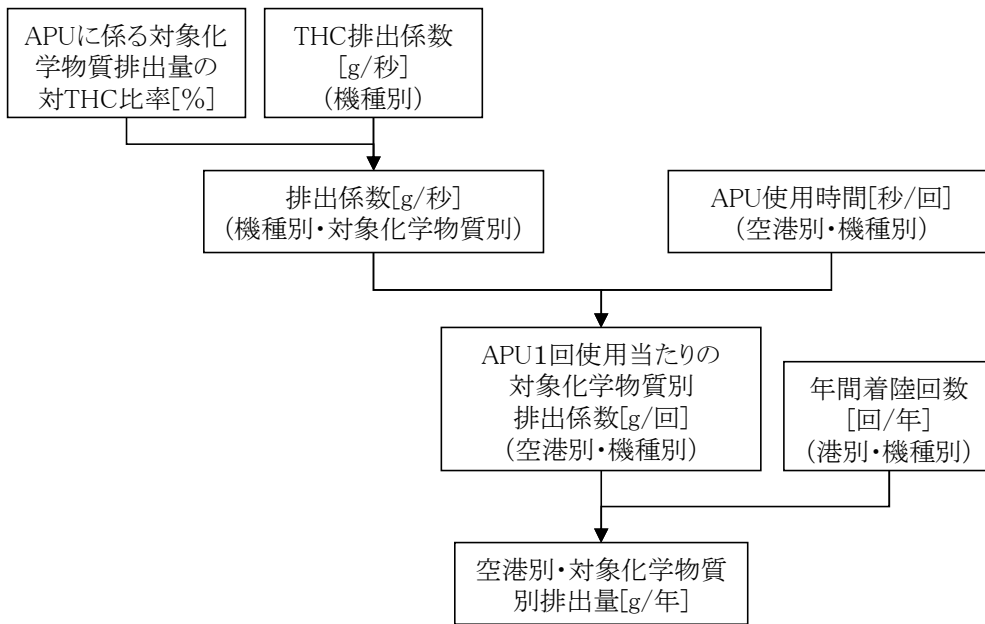 APUに係る対象化
学物質排出量の
対THC比率[%]
THC排出係数
[g/秒]
(機種別)
排出係数[g/秒]
(機種別・対象化学物質別)
APU使用時間[秒/回]
(空港別・機種別)
APU1回使用当たりの
対象化学物質別
排出係数[g/回]
(空港別・機種別)
年間着陸回数
[回/年]
(港別・機種別)
空港別・対象化学物質
別排出量[g/年]